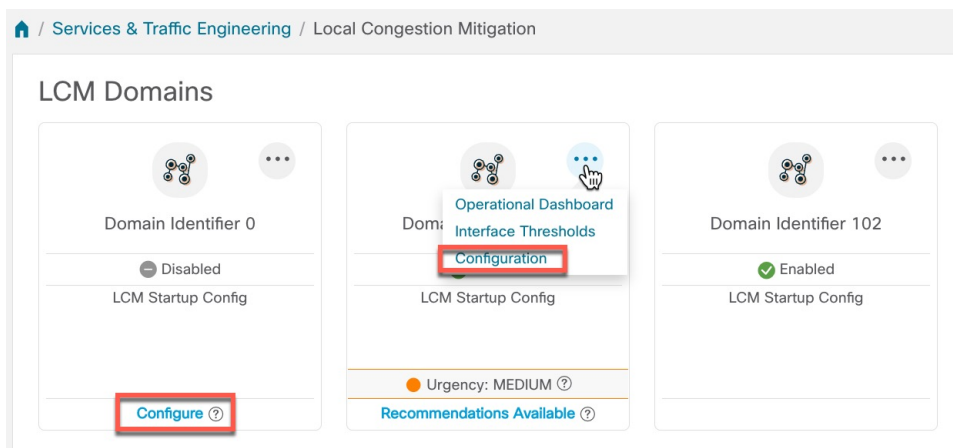 / Services & Traffic Engineering / Local Congestion Mitigation
LCM Domains
Domain Identifier 0
Disabled
LCM Startup Config
Configure ?
Operational Dashboard
Interface Thresholds
Configuration
LCM Startup Config
Urgency: MEDIUM ?
Recommendations Available ?
Domain Identifier 102
Enabled
LCM Startup Config